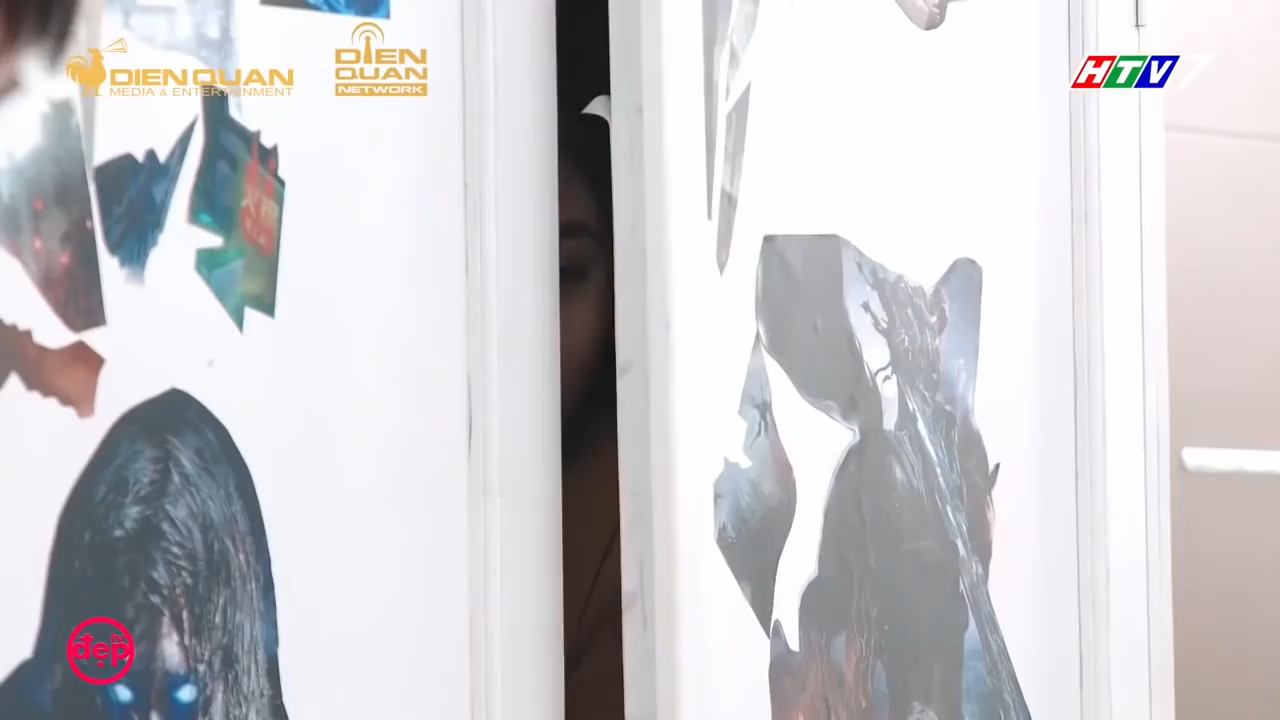 DIEN QUAN
MEDIA & ENTERTAINMENT
DIEN
QUAN
NETWORK
HTV7
đẹp